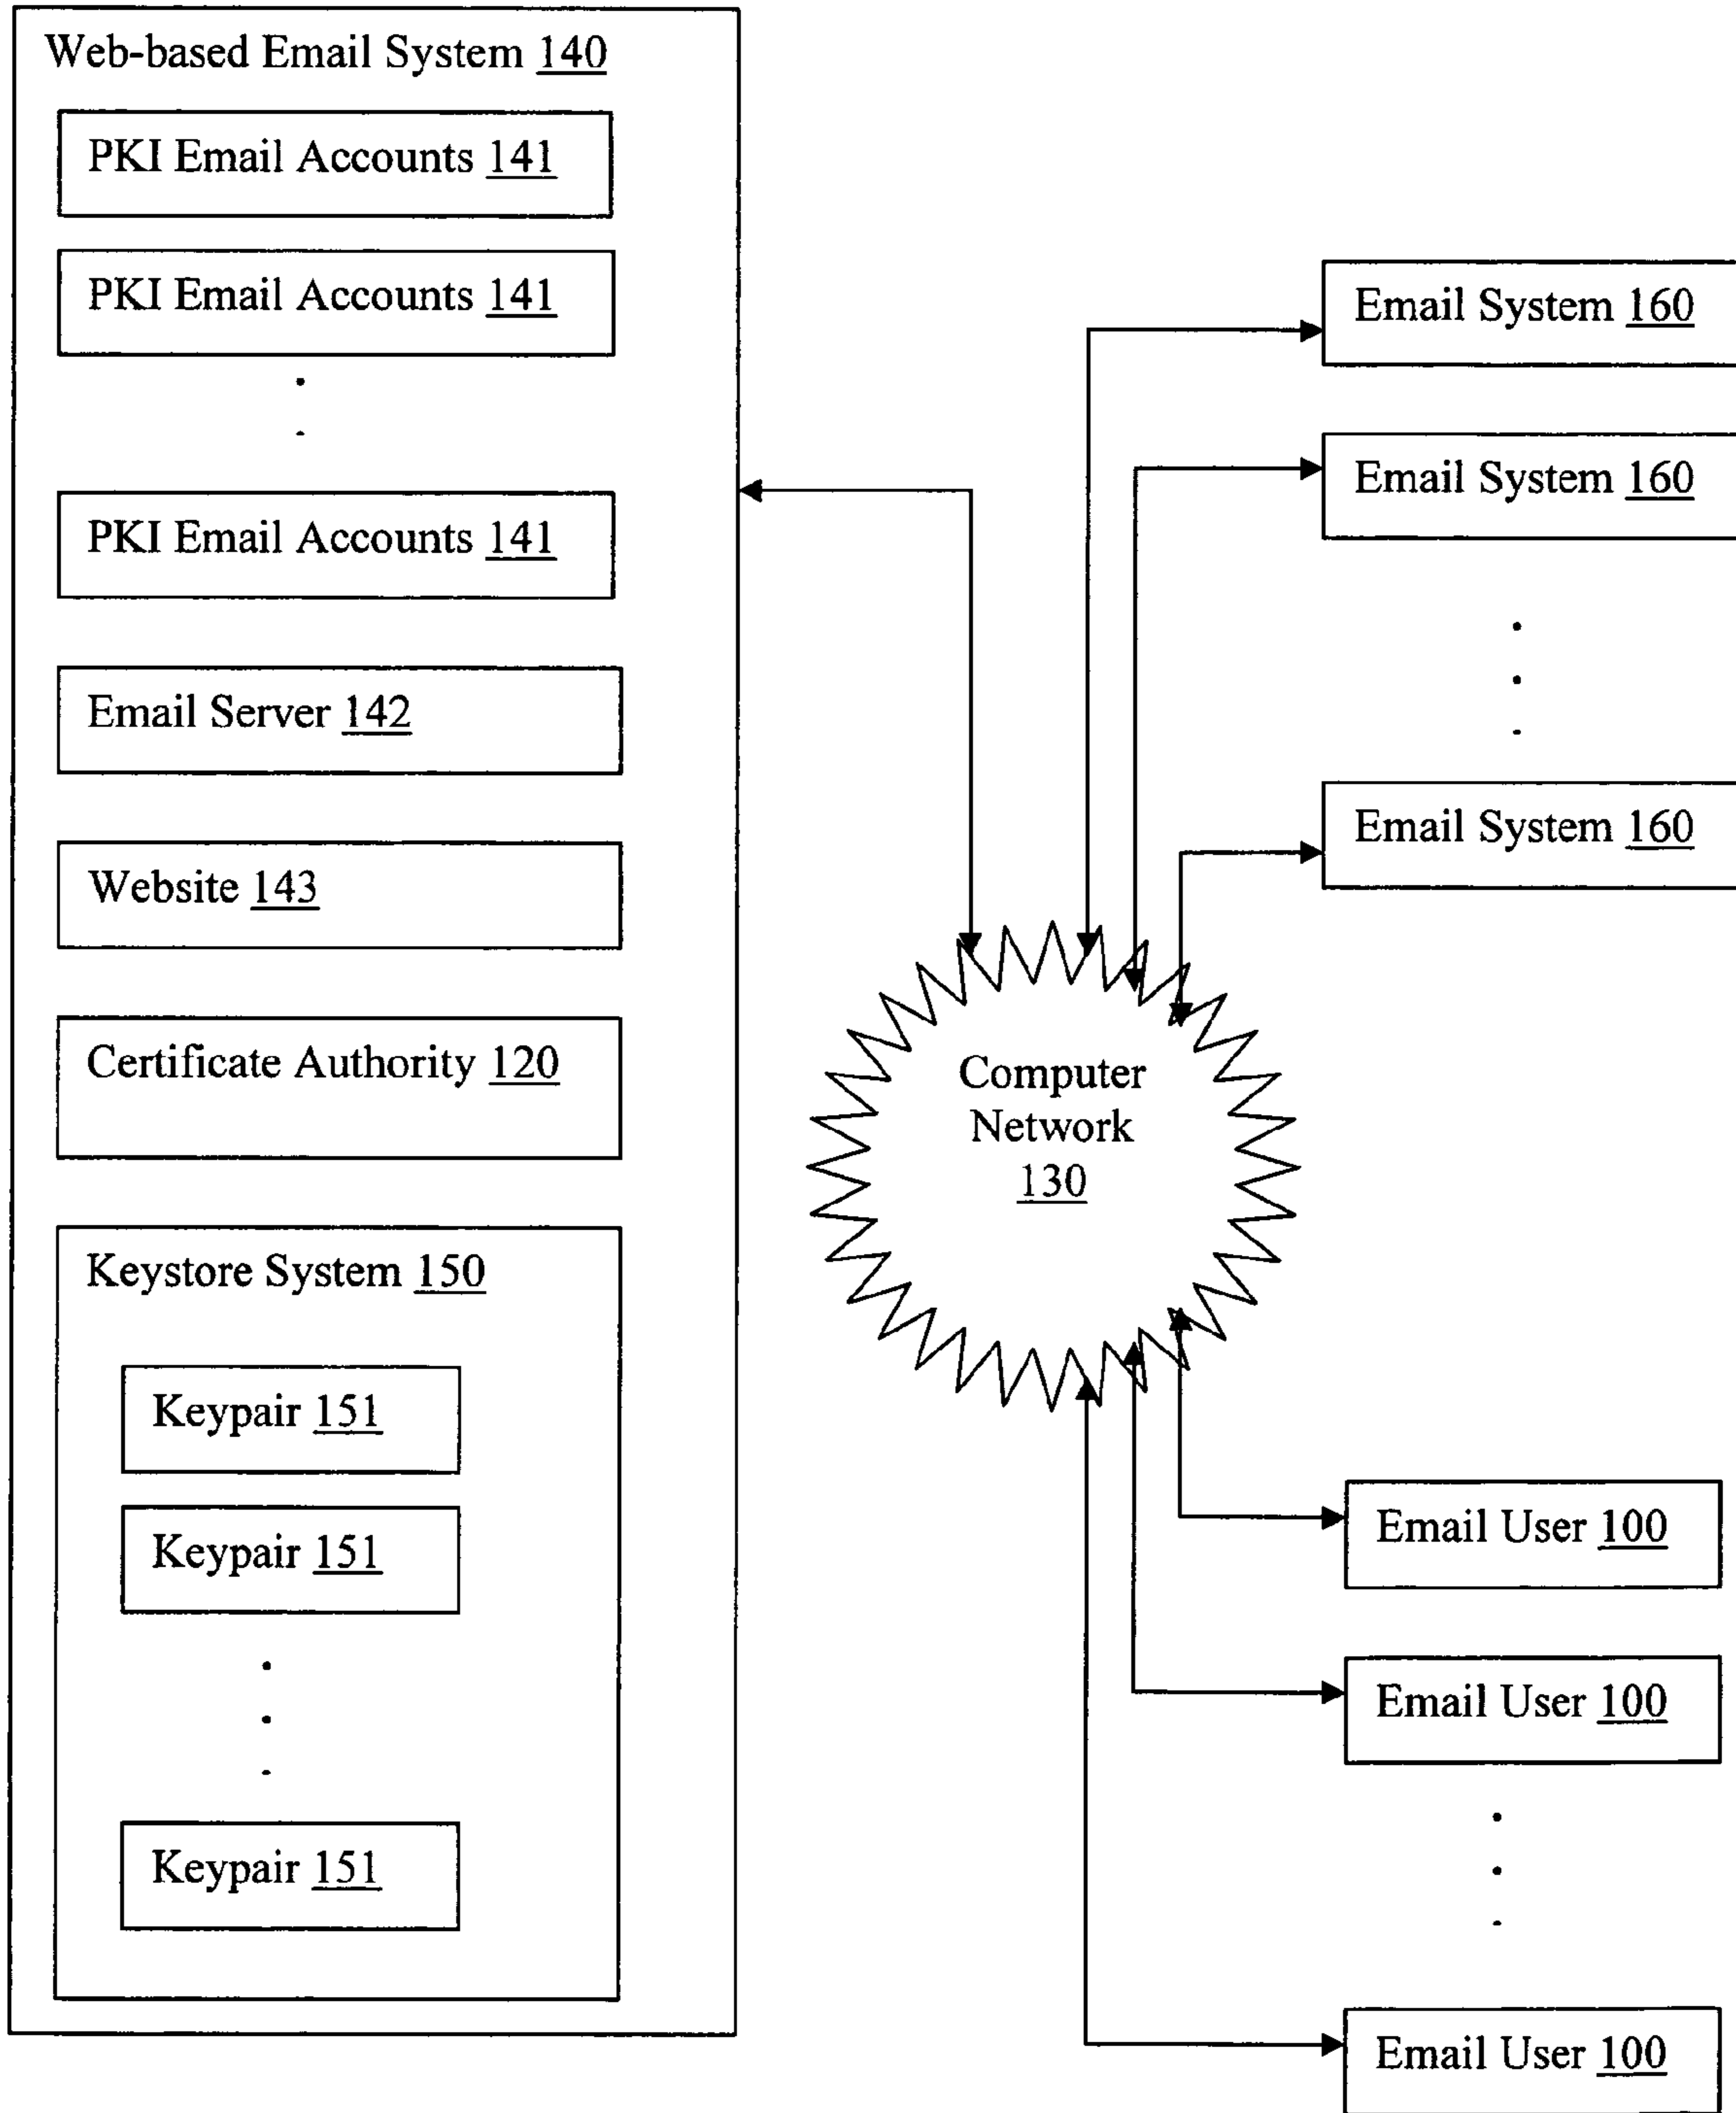 Web-based Email System 140
PKI Email Accounts 141
PKI Email Accounts 141
PKI Email Accounts 141
Email Server 142
Website 143
Certificate Authority 120
Keystore System 150
Keypair 151
Keypair 151
Keypair 151
Computer
Network
130
Email System 160
Email System 160
Email System 160
Email User 100
Email User 100
Email User 100